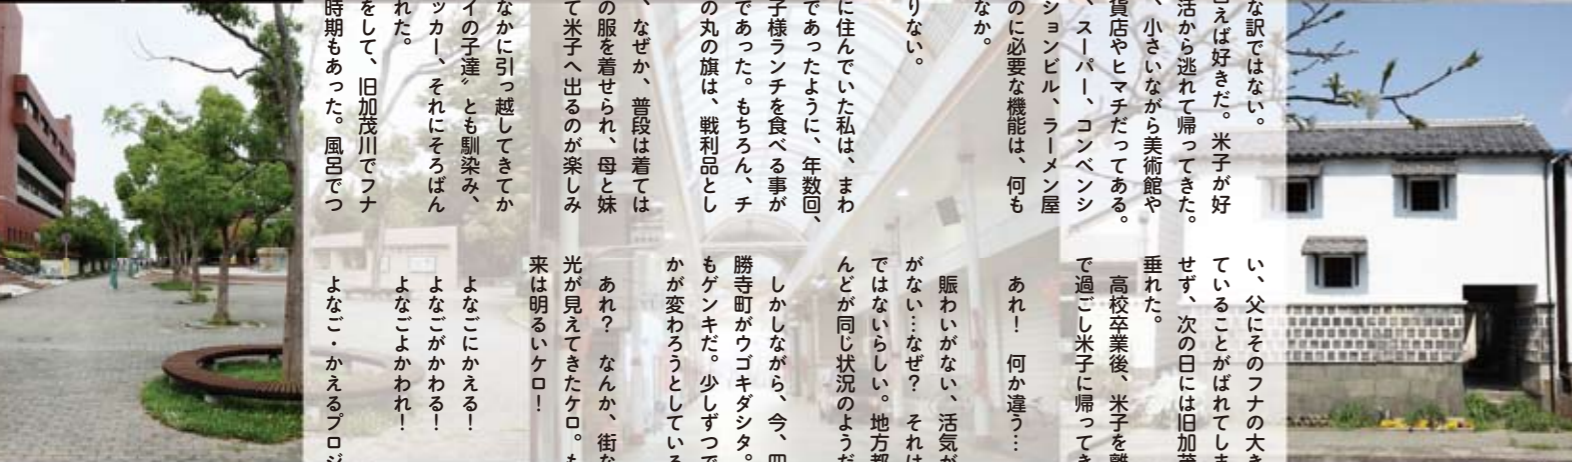 な訳ではない。
言えば好きだ。米子が好
活から逃れて帰ってきた。
、小さいながら美術館や
貨店やヒマチだってある。
、スーパー、コンベンシ
ションビル、ラーメン屋
のに必要な機能は、何も
なか。
りない。
に住んでいた私は、まわ
であったように、年数回、
子様ランチを食べる事が
であった。もちろん、チ
の丸の旗は、戦利品とし
、なぜか、普段は着ては
の服を着せられ、母と妹
て米子へ出るのが楽しみ
なかに引っ越してきてか
イの子達〟とも馴染み、
ッカー、それにそろばん
れた。
をして、旧加茂川でフナ
時期もあった。風呂でつ
い、父にそのフナの大き
ていることがばれてしま
せず、次の日には旧加茂
垂れた。
高校卒業後、米子を離
で過ごし米子に帰ってき
あれ！　何か違う…
賑わいがない、活気が
がない…なぜ？　それは
ではないらしい。地方都
んどが同じ状況のようだ
しかしながら、今、四
勝寺町がウゴキダシタ。
もゲンキだ。少しずつで
かが変わろうとしている
あれ？　なんか、街な
光が見えてきたケロ。も
来は明るいケロ！
よなごにかえる！
よなごがかわる！
よなごよかわれ！
よなご・かえるプロジ